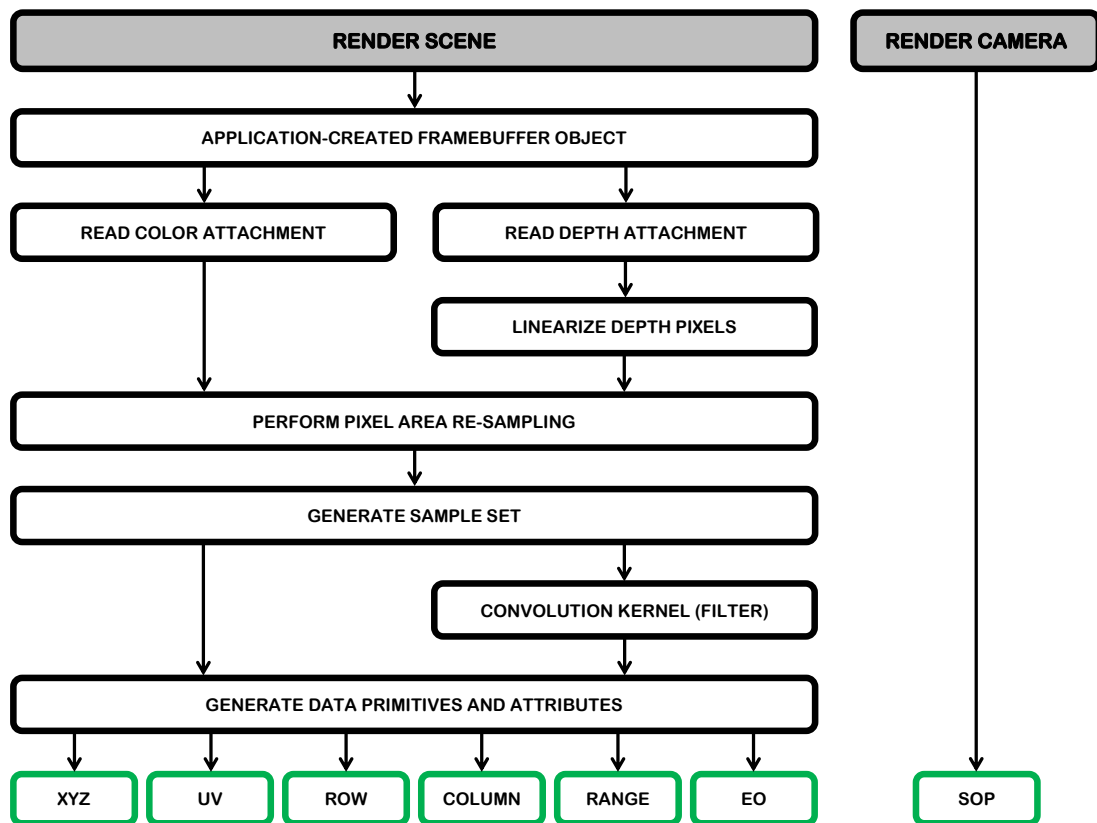 RENDER SCENE
RENDER CAMERA
APPLICATION-CREATED FRAMEBUFFER OBJECT
READ COLOR ATTACHMENT
READ DEPTH ATTACHMENT
LINEARIZE DEPTH PIXELS
PERFORM PIXEL AREA RE-SAMPLING
GENERATE SAMPLE SET
CONVOLUTION KERNEL (FILTER)
GENERATE DATA PRIMITIVES AND ATTRIBUTES
XYZ
UV
ROW
COLUMN
RANGE
EO
SOP